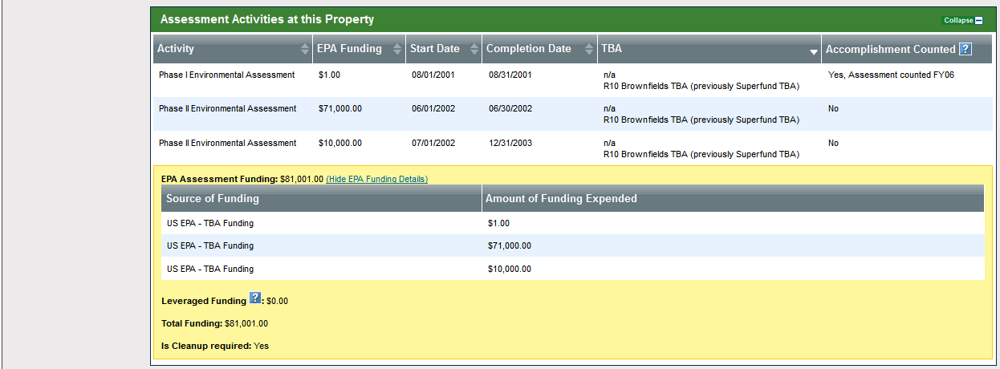 Assessment Activities at this Property
Collapse
Activity EPA Funding Start Date Completion Date TBA Accomplishment Counted ?
Phase I Environmental Assessment $1.00 08/01/2001 08/31/2001 n/a Yes, Assessment counted FY06
R10 Brownfields TBA (previously Superfund TBA)
Phase II Environmental Assessment $71,000.00 06/01/2002 06/30/2002 n/a No
R10 Brownfields TBA (previously Superfund TBA)
Phase II Environmental Assessment $10,000.00 07/01/2002 12/31/2003 n/a No
R10 Brownfields TBA (previously Superfund TBA)
EPA Assessment Funding: $81,001.00 (Hide EPA Funding Details)
Source of Funding Amount of Funding Expended
US EPA - TBA Funding $1.00
US EPA - TBA Funding $71,000.00
US EPA - TBA Funding $10,000.00
Leveraged Funding ?: $0.00
Total Funding: $81,001.00
Is Cleanup required: Yes